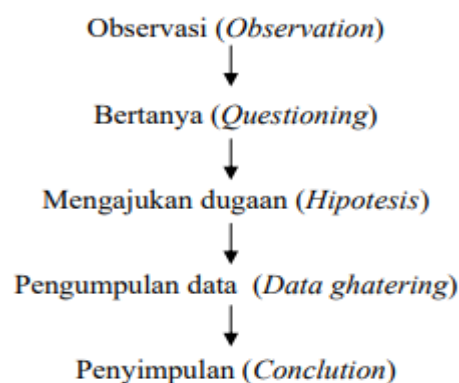 Observasi (Observation)
Bertanya (Questioning)
Mengajukan dugaan (Hipotesis)
Pengumpulan data (Data ghatering)
Penyimpulan (Conclution)